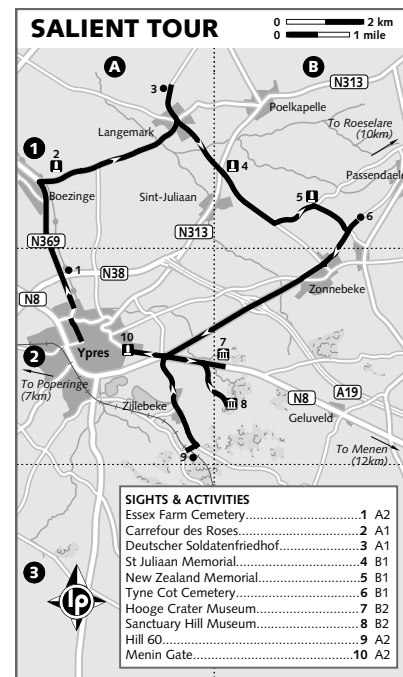 SALIENT TOUR
0 2 km
0 1 mile
A
B
3
N313
Poelkapelle
To Roeselare
(10km)
Langemark
1
2
4
Passendaele
5
6
Boezinge
Sint-Juliaan
N369
N313
1
N38
Zonnebeke
N8
10
7
2
Ypres
To Poperinge
(7km)
A19
N8
8
Zillebeke
Geluveld
To Menen
(12km)
9
SIGHTS & ACTIVITIES
Essex Farm Cemetery 1 A2
Carrefour des Roses 2 A1
Deutscher Soldatenfriedhof 3 A1
St Juliaan Memorial 4 B1
New Zealand Memorial 5 B1
Tyne Cot Cemetery 6 B1
Hooge Crater Museum 7 B2
Sanctuary Hill Museum 8 B2
Hill 60 9 A2
Menin Gate 10 A2
3
lp